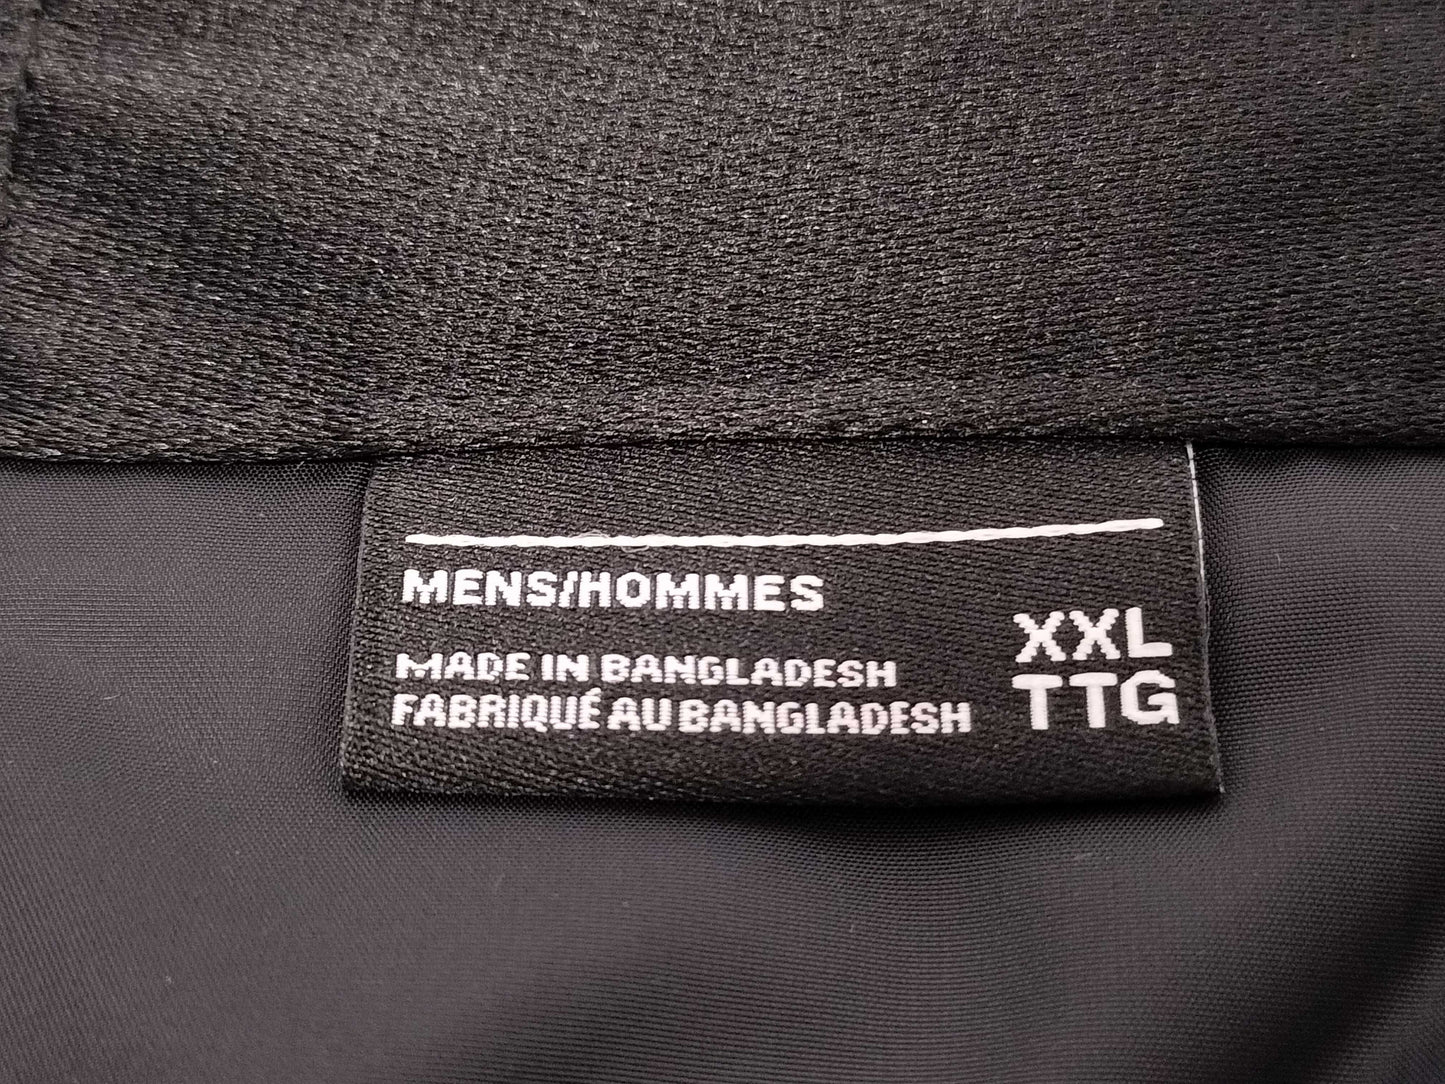 MENS/HOMMES
MADE IN BANGLADESH
FABRIQUÉ AU BANGLADESH
XXL
TTG